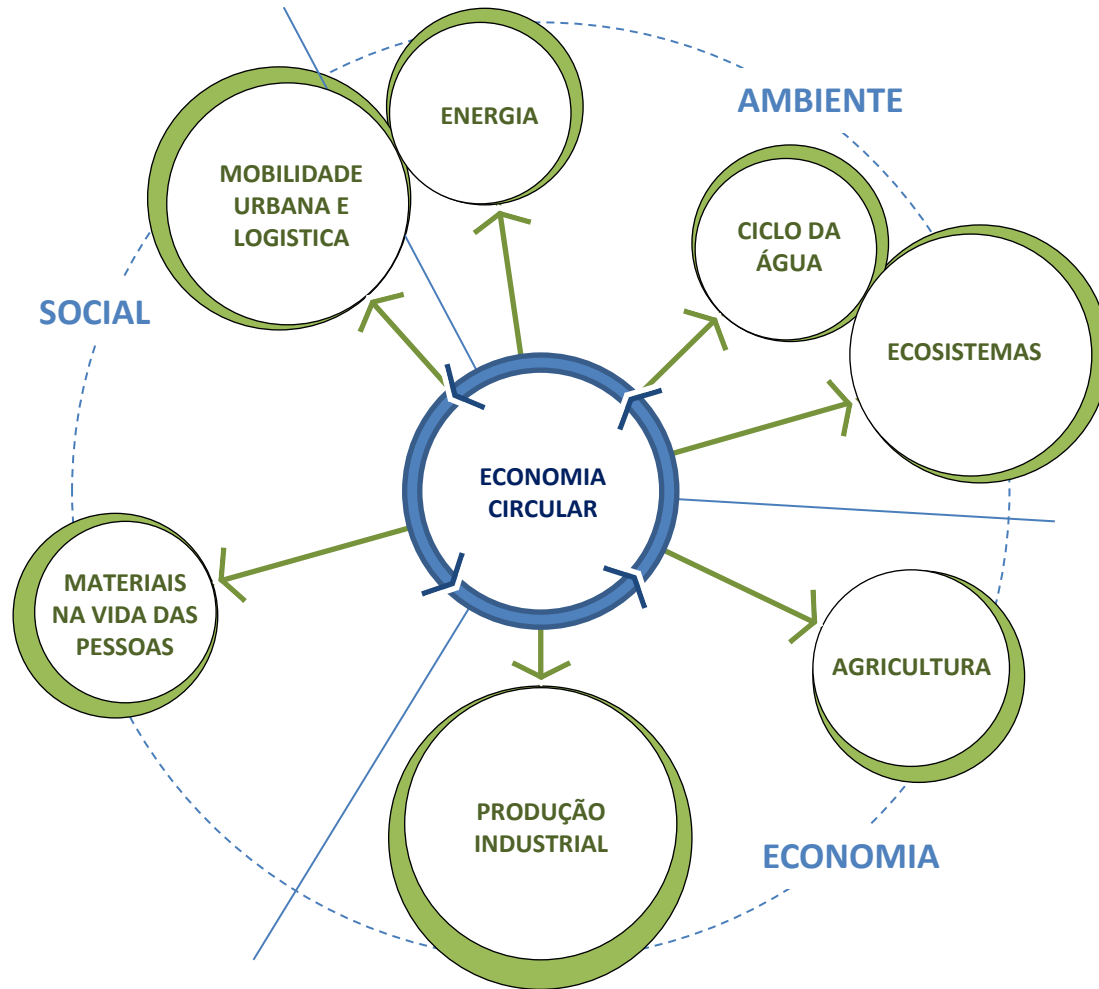 AMBIENTE
ENERGIA
MOBILIDADE
URBANA E
LOGISTICA
CICLO DA
ÁGUA
SOCIAL
ECOSISTEMAS
ECONOMIA
CIRCULAR
MATERIAIS
NA VIDA DAS
PESSOAS
AGRICULTURA
PRODUÇÃO
INDUSTRIAL
ECONOMIA